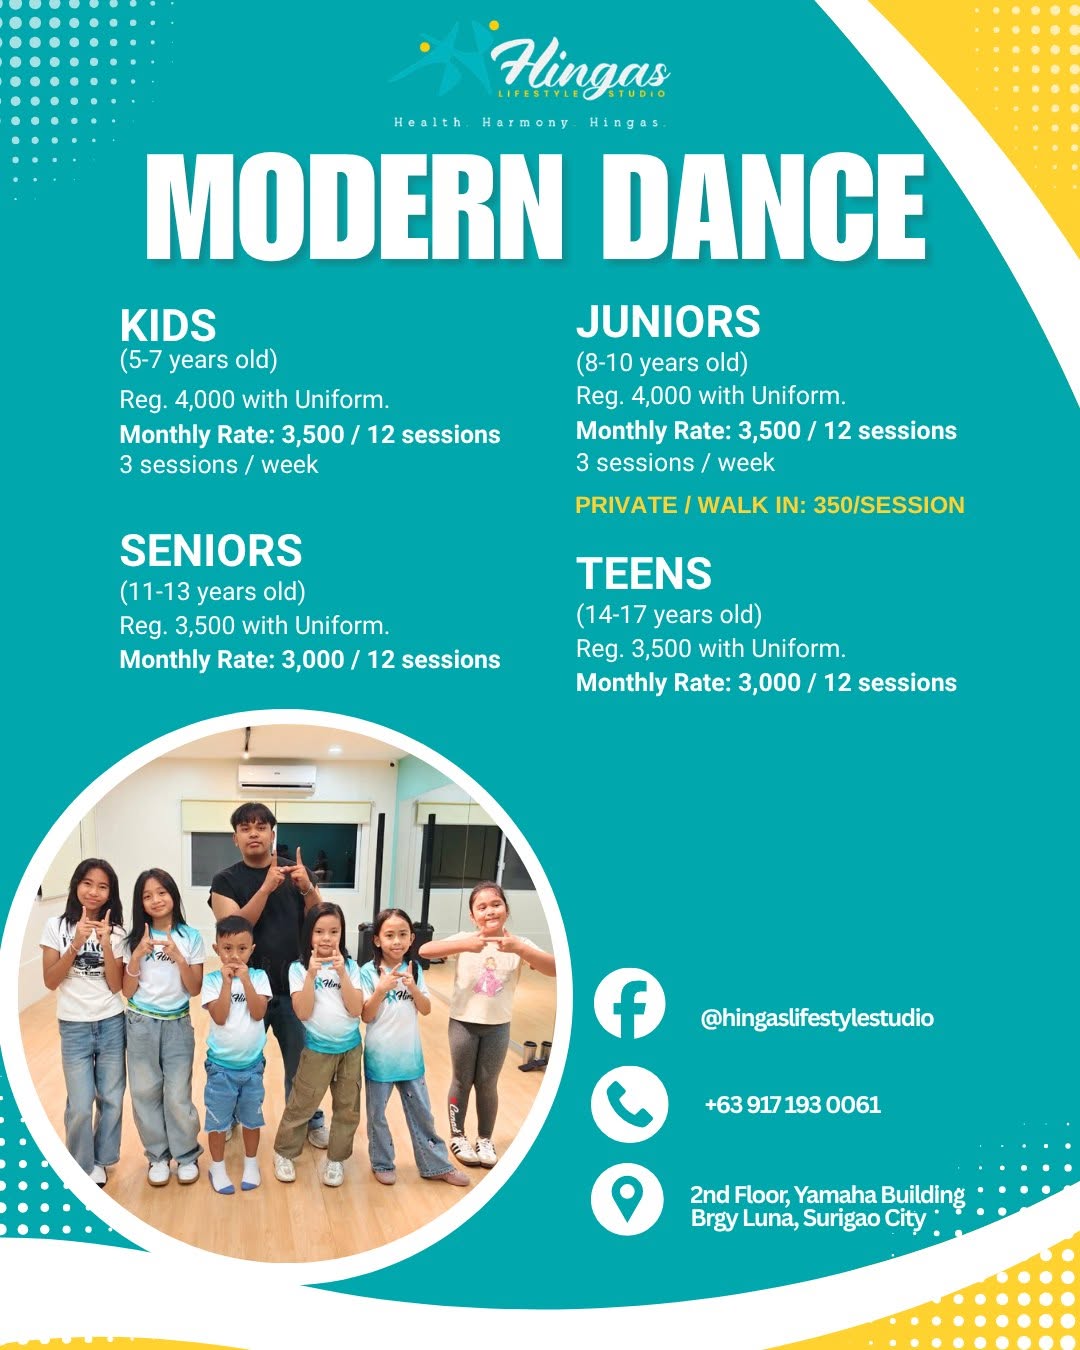 Hingas
LIFESTYLE STUDIO
Health. Harmony. Hingas.
MODERN DANCE
KIDS
(5-7 years old)
Reg. 4,000 with Uniform.
Monthly Rate: 3,500 / 12 sessions
3 sessions / week
JUNIORS
(8-10 years old)
Reg. 4,000 with Uniform.
Monthly Rate: 3,500 / 12 sessions
3 sessions / week
PRIVATE / WALK IN: 350/SESSION
SENIORS
(11-13 years old)
Reg. 3,500 with Uniform.
Monthly Rate: 3,000 / 12 sessions
TEENS
(14-17 years old)
Reg. 3,500 with Uniform.
Monthly Rate: 3,000 / 12 sessions
@hingaslifestylestudio
+63 917 193 0061
2nd Floor, Yamaha Building
Brgy Luna, Surigao City